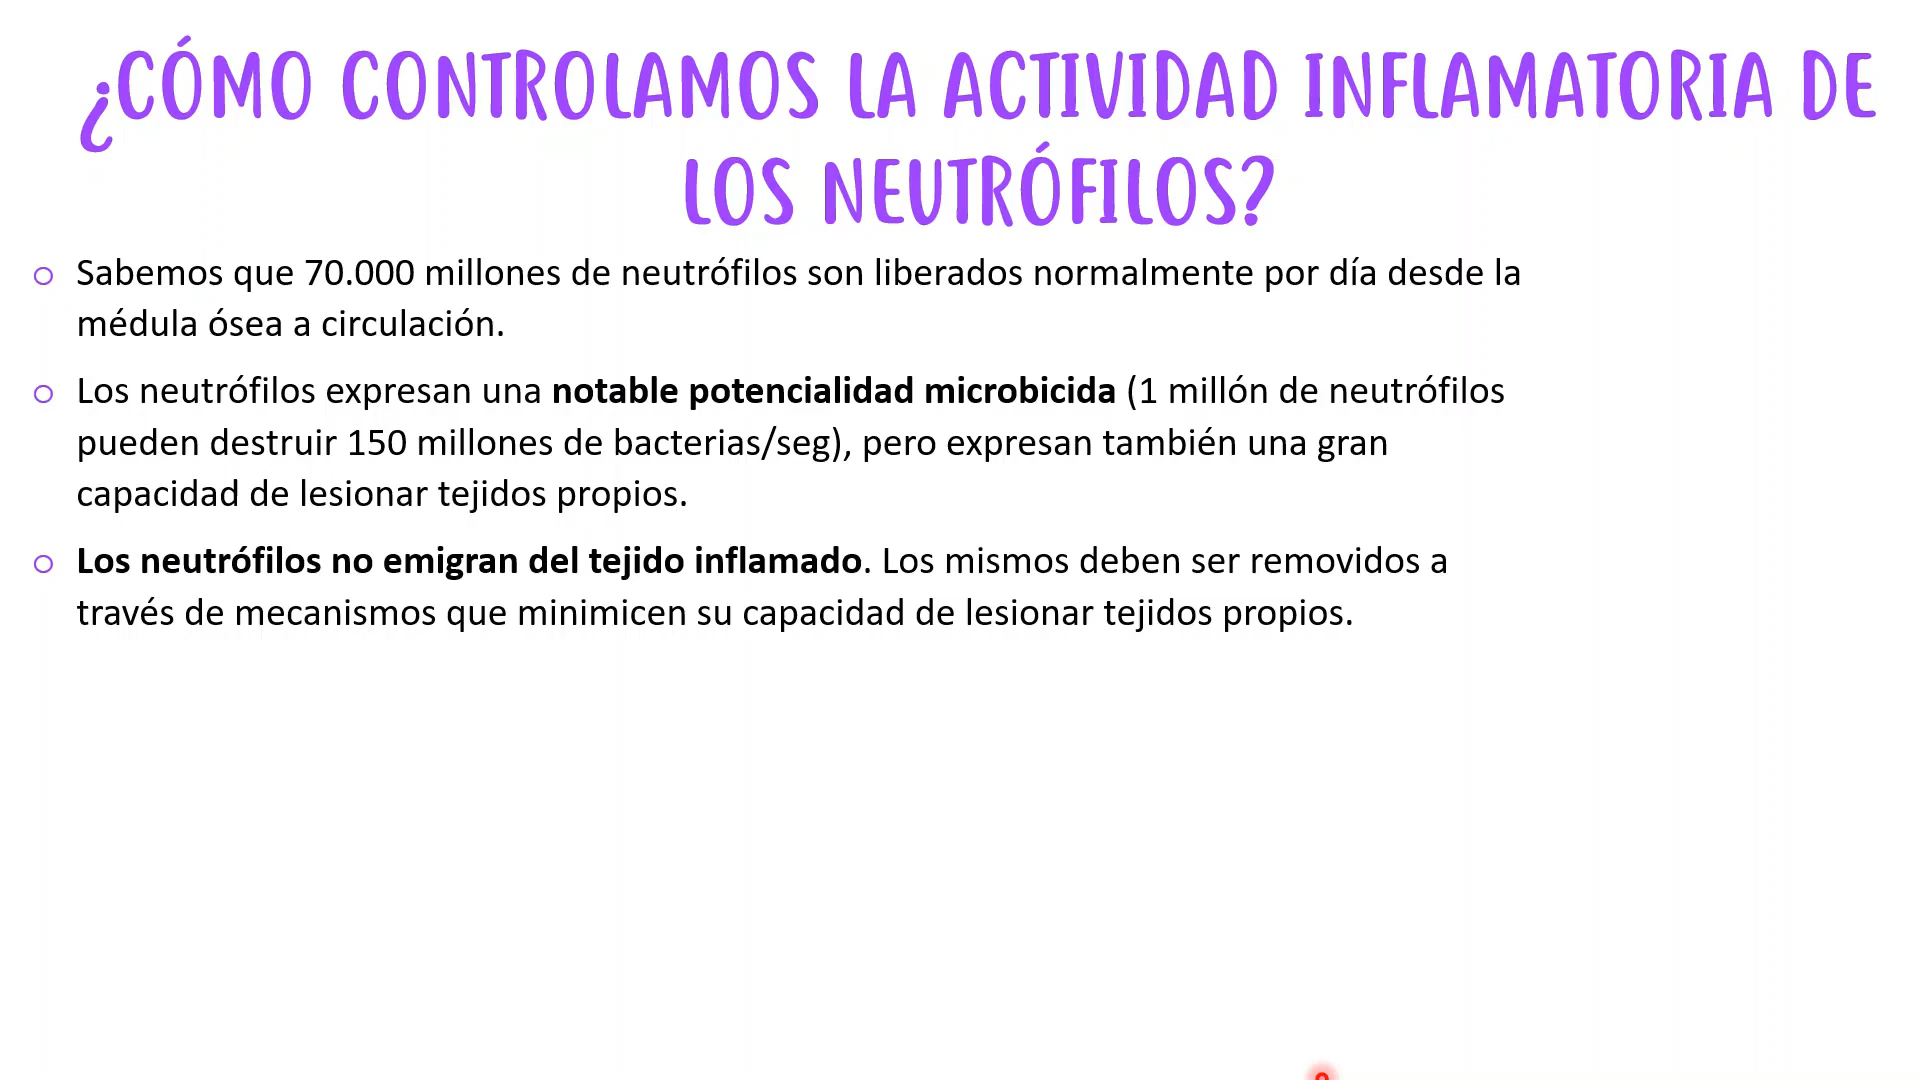 ¿CÓMO CONTROLAMOS LA ACTIVIDAD INFLAMATORIA DE
LOS NEUTRÓFILOS?
Sabemos que 70.000 millones de neutrófilos son liberados normalmente por día desde la
médula ósea a circulación.
Los neutrófilos expresan una notable potencialidad microbicida (1 millón de neutrófilos
pueden destruir 150 millones de bacterias/seg), pero expresan también una gran
capacidad de lesionar tejidos propios.
Los neutrófilos no emigran del tejido inflamado. Los mismos deben ser removidos a
través de mecanismos que minimicen su capacidad de lesionar tejidos propios.